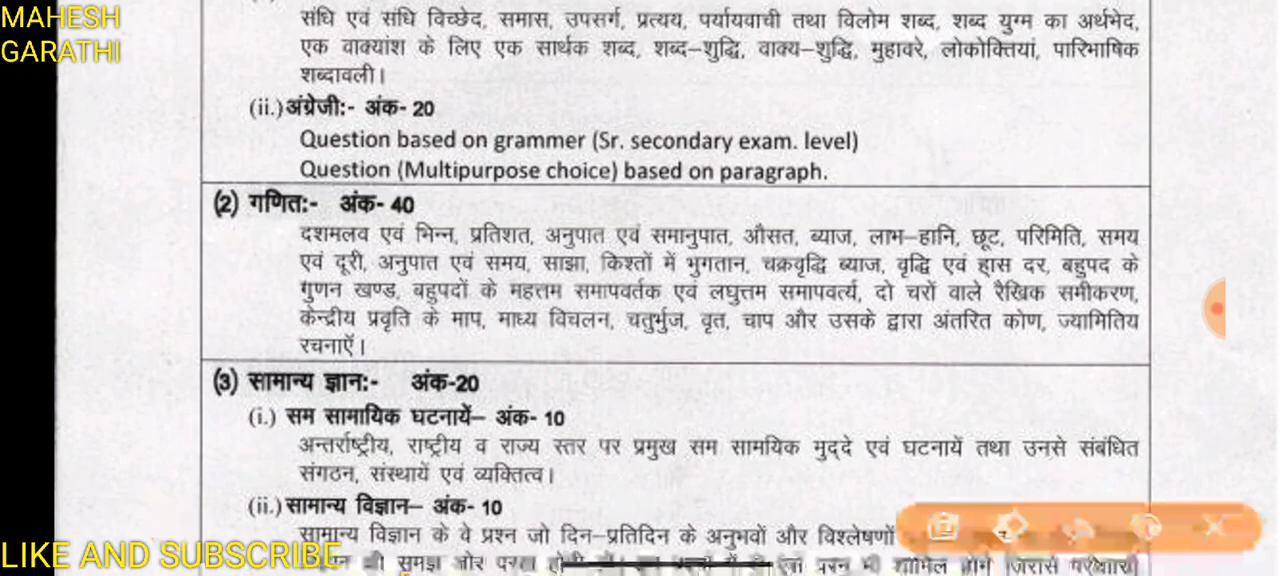 MAHESH
GARATHI
संधि एवं संधि विच्छेद, समास, उपसर्ग, प्रत्यय, पर्यायवाची तथा विलोम शब्द, शब्द युग्म का अर्थभेद,
एक वाक्यांश के लिए एक सार्थक शब्द, शब्द–शुद्धि, वाक्य–शुद्धि, मुहावरे, लोकोक्तियां, पारिभाषिक
शब्दावली।
(ii.) अंग्रेजी:- अंक- 20
Question based on grammer (Sr. secondary exam. level)
Question (Multipurpose choice) based on paragraph.
(2) गणित:- अंक- 40
दशमलव एवं भिन्न, प्रतिशत, अनुपात एवं समानुपात, औसत, ब्याज, लाभ–हानि, छूट, परिमिति, समय
एवं दूरी, अनुपात एवं समय, साझा, किश्तों में भुगतान, चक्रवृद्धि ब्याज, वृद्धि एवं ह्रास दर, बहुपद के
गुणन खण्ड, बहुपदों के महत्तम समापवर्तक एवं लघुत्तम समापवर्त्य, दो चरों वाले रैखिक समीकरण,
केन्द्रीय प्रवृति के माप, माध्य विचलन, चतुर्भुज, वृत, चाप और उसके द्वारा अंतरित कोण, ज्यामितिय
रचनाऐं।
(3) सामान्य ज्ञान:- अंक-20
(i.) सम सामायिक घटनायें– अंक- 10
अन्तर्राष्ट्रीय, राष्ट्रीय व राज्य स्तर पर प्रमुख सम सामयिक मुद्दे एवं घटनायें तथा उनसे संबंधित
संगठन, संस्थायें एवं व्यक्तित्व।
(ii.) सामान्य विज्ञान– अंक- 10
सामान्य विज्ञान के वे प्रश्न जो दिन–प्रतिदिन के अनुभवों और विश्लेषणों
LIKE AND SUBSCRIBE
की समझ और परख